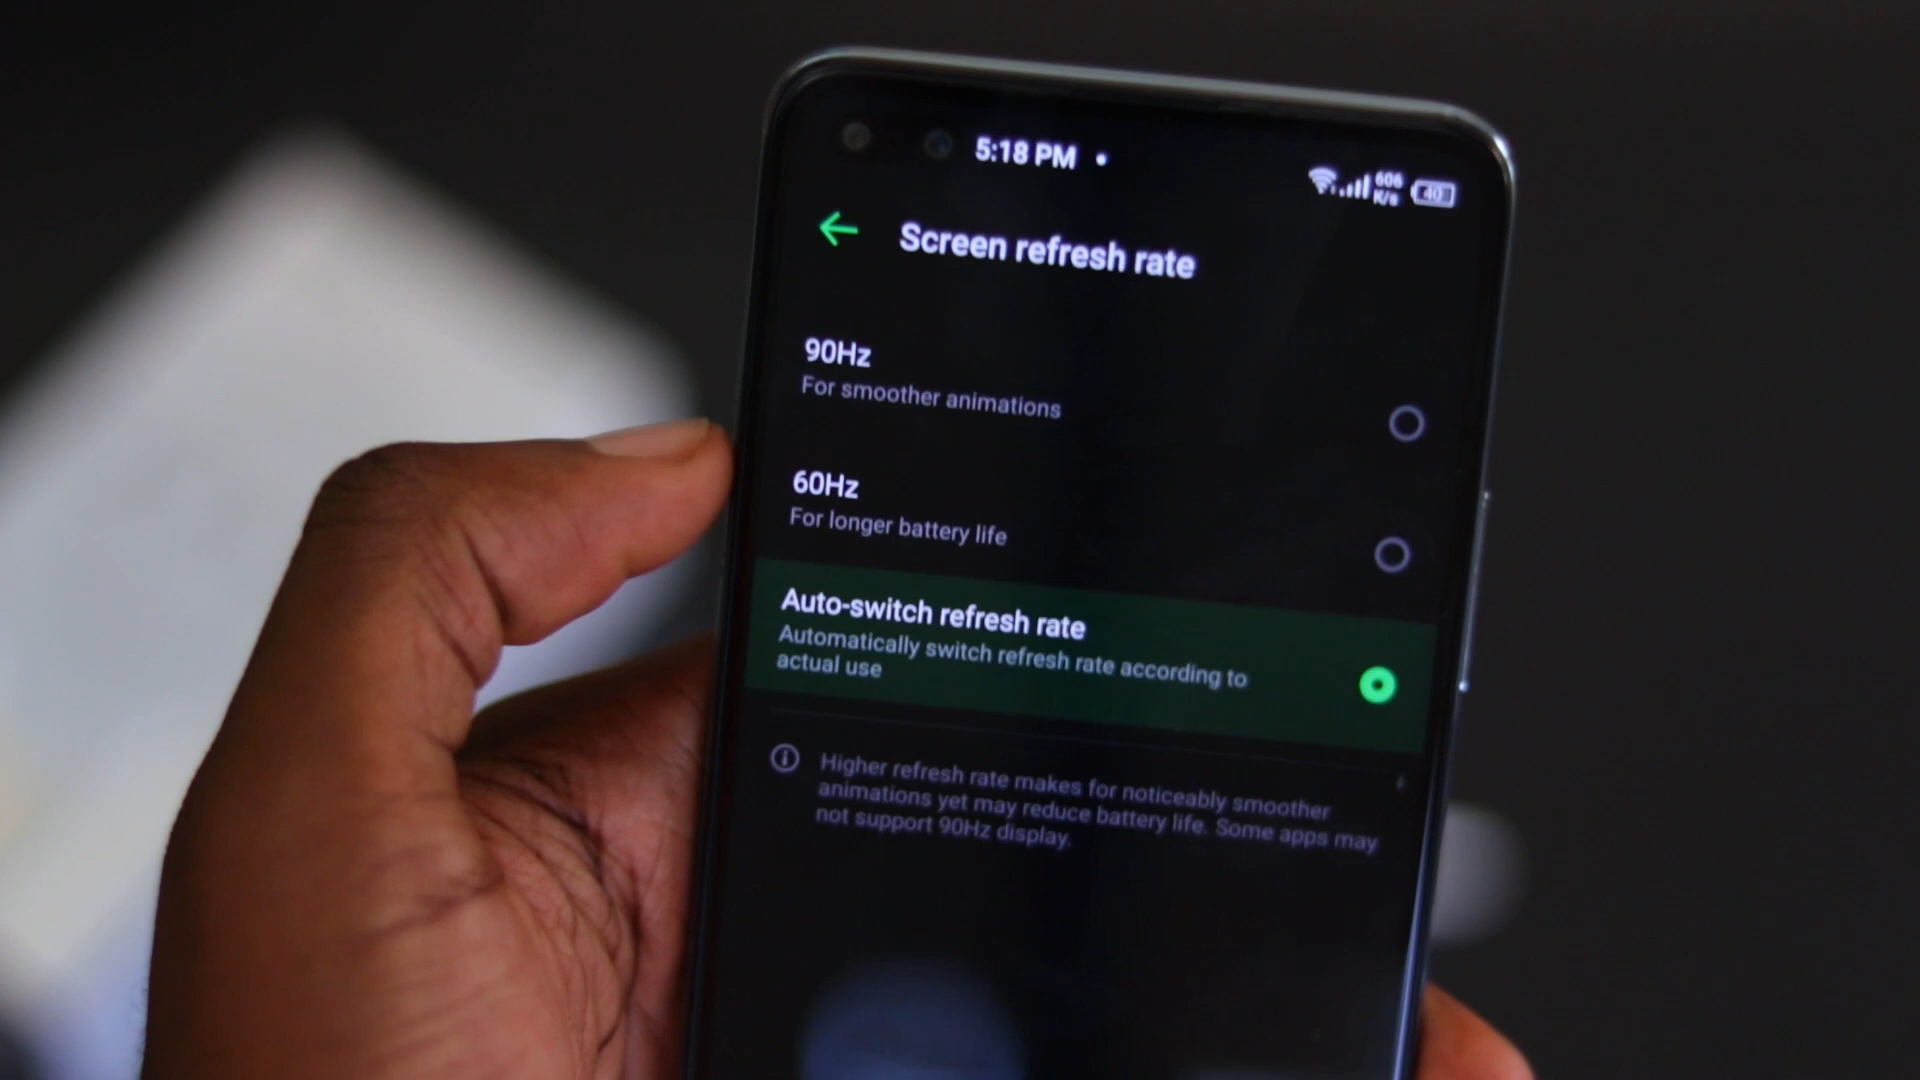 5:18 PM
606
K/s
40
Screen refresh rate
90Hz
For smoother animations
60Hz
For longer battery life
Auto-switch refresh rate
Automatically switch refresh rate according to
actual use
Higher refresh rate makes for noticeably smoother
animations yet may reduce battery life. Some apps may
not support 90Hz display.